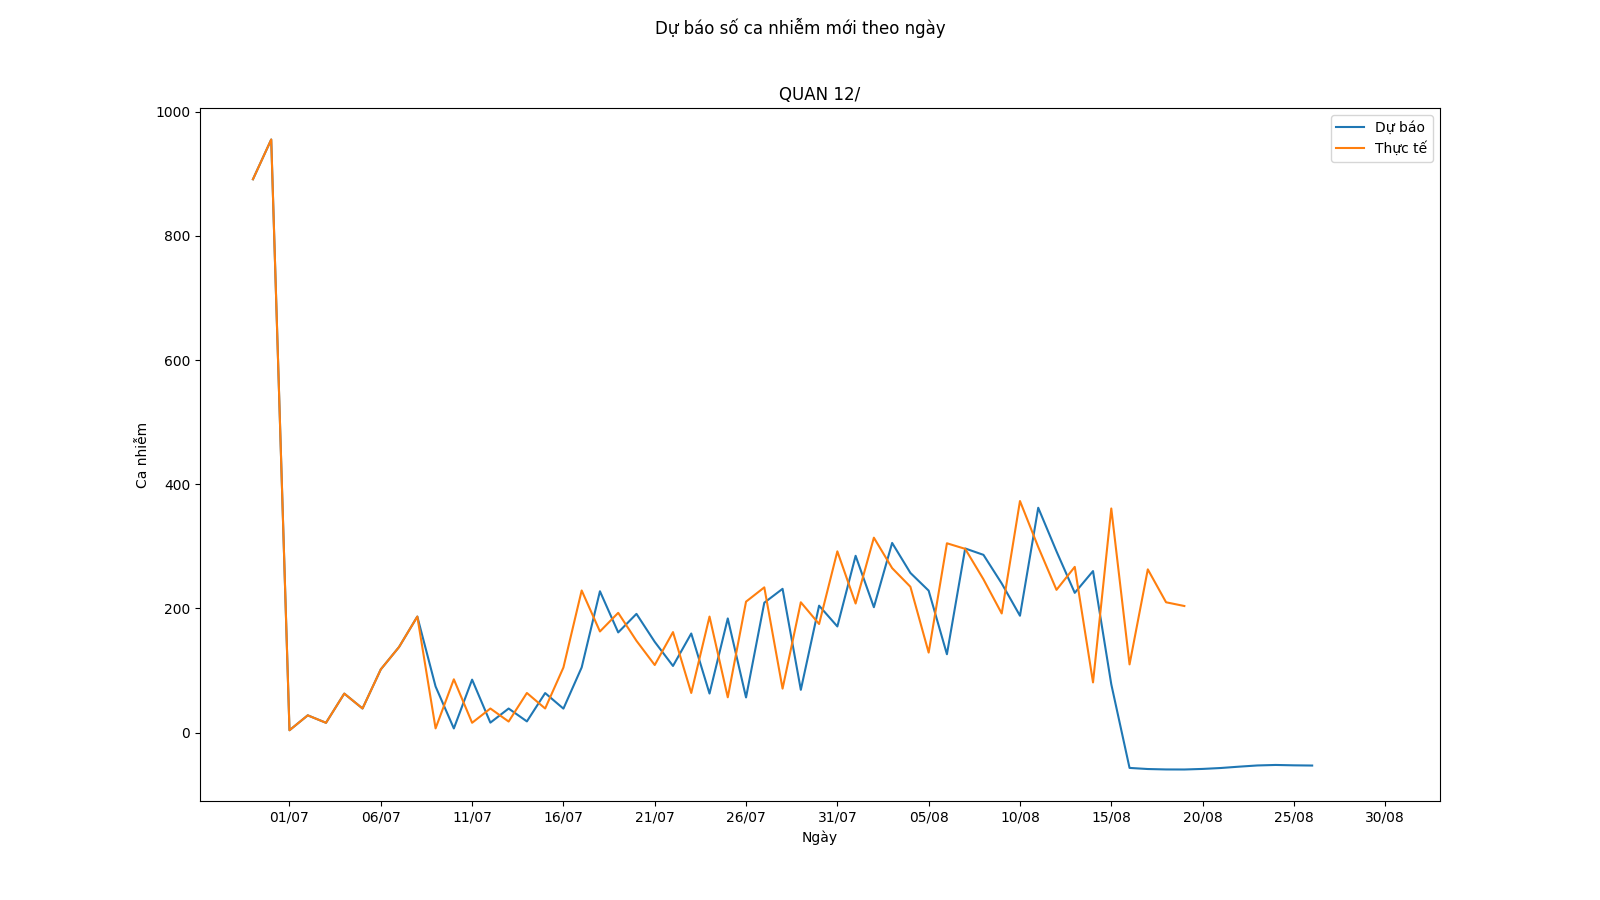 Dự báo số ca nhiễm mới theo ngày
QUAN 12/
Dự báo
Thực tế
1000
800
600
400
200
0
Ca nhiễm
01/07 06/07 11/07 16/07 21/07 26/07 31/07 05/08 10/08 15/08 20/08 25/08 30/08
Ngày